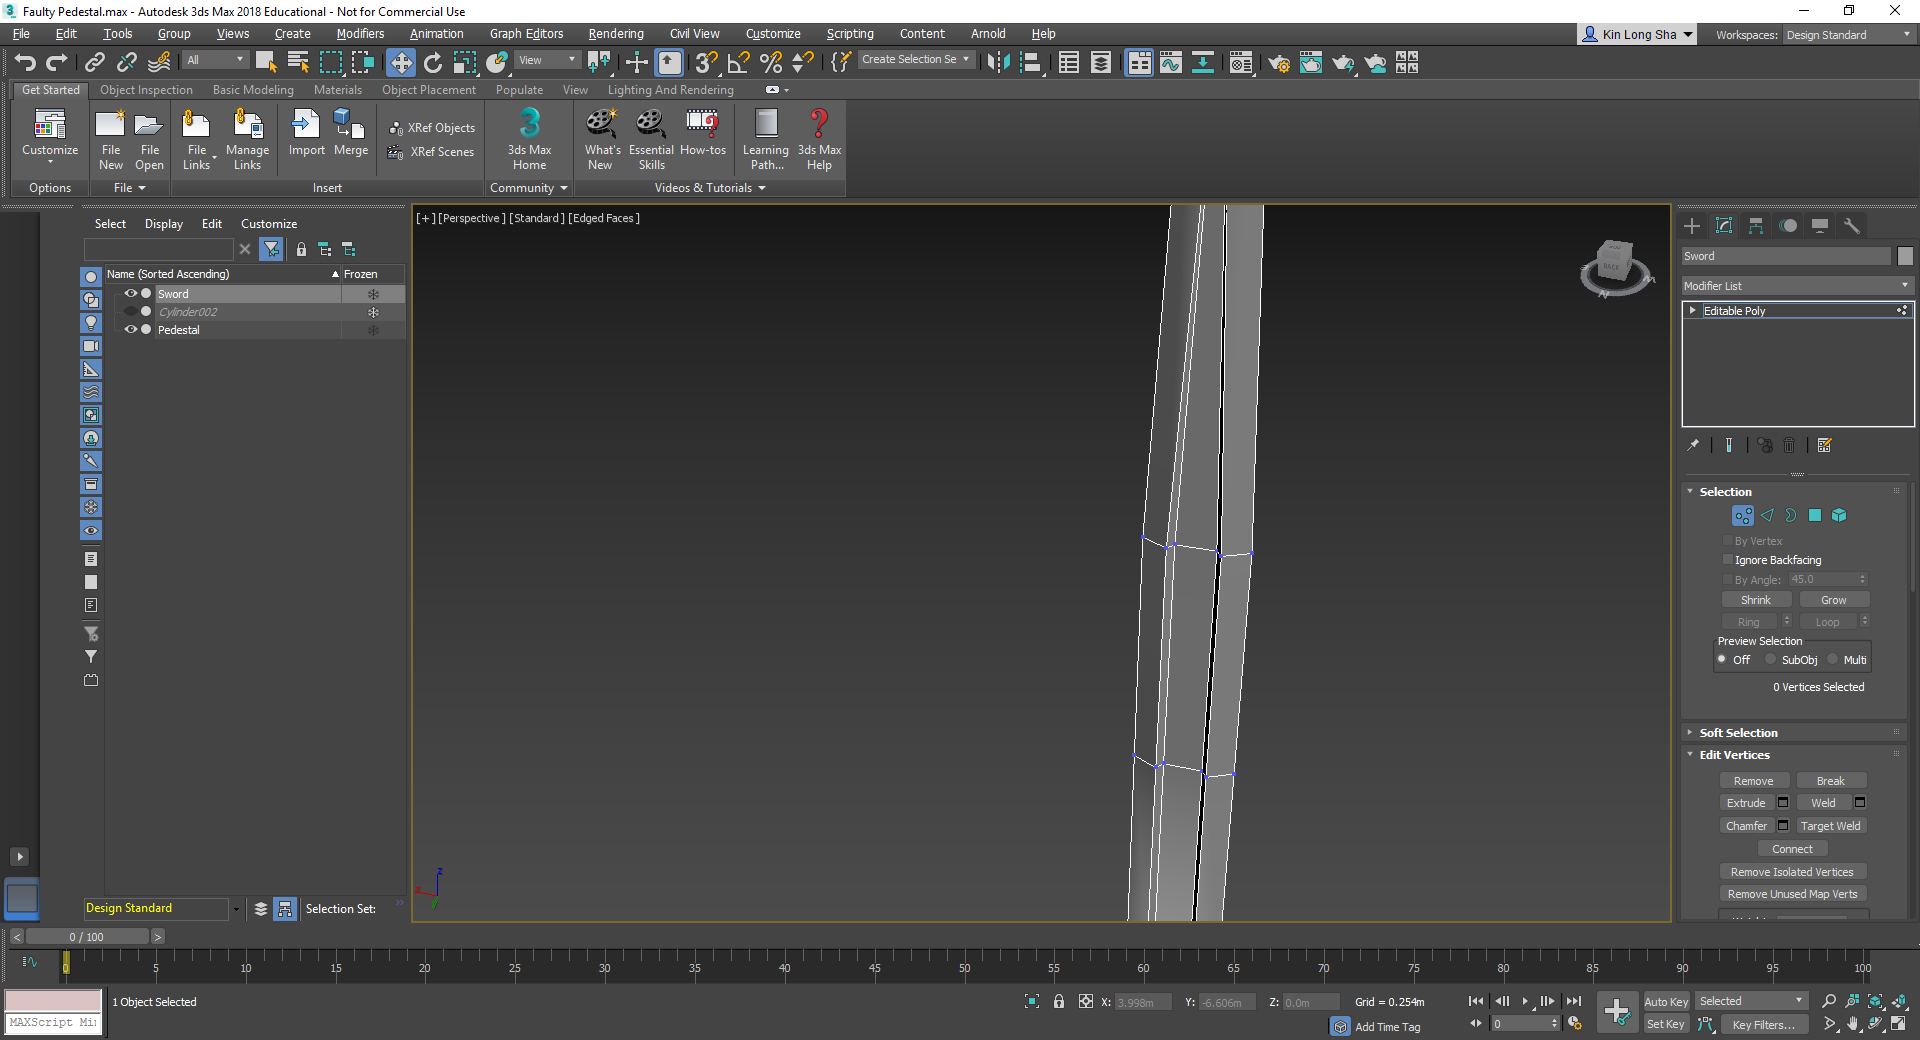 Faulty Pedestal.max - Autodesk 3ds Max 2018 Educational - Not for Commercial Use
File Edit Tools Group Views Create Modifiers Animation Graph Editors Rendering Civil View Customize Scripting Content Arnold Help
Kin Long Sha Workspaces: Design Standard
All View Create Selection Se
Get Started Object Inspection Basic Modeling Materials Object Placement Populate View Lighting And Rendering
XRef Objects
Customize File New File Open File Links Manage Links Import Merge XRef Scenes 3ds Max Home What's New Essential Skills How-tos Learning Path... 3ds Max Help
Options File Insert Community Videos & Tutorials
Select Display Edit Customize
[+][Perspective][Standard][Edged Faces]
Name (Sorted Ascending) Frozen
Sword
Cylinder002
Pedestal
BACK
N
Sword
Modifier List
Editable Poly
Selection
By Vertex
Ignore Backfacing
By Angle: 45.0
Shrink Grow
Ring Loop
Preview Selection
Off SubObj Multi
0 Vertices Selected
Soft Selection
Edit Vertices
Remove Break
Extrude Weld
Chamfer Target Weld
Connect
Remove Isolated Vertices
Remove Unused Map Verts
z
x
Design Standard Selection Set:
< 0 / 100 >
0 5 10 15 20 25 30 35 40 45 50 55 60 65 70 75 80 85 90 95 100
1 Object Selected X: 3.998m Y: -6.606m Z: 0.0m Grid = 0.254m Auto Key Selected
MAXScript Mi Add Time Tag 0 Set Key Key Filters...